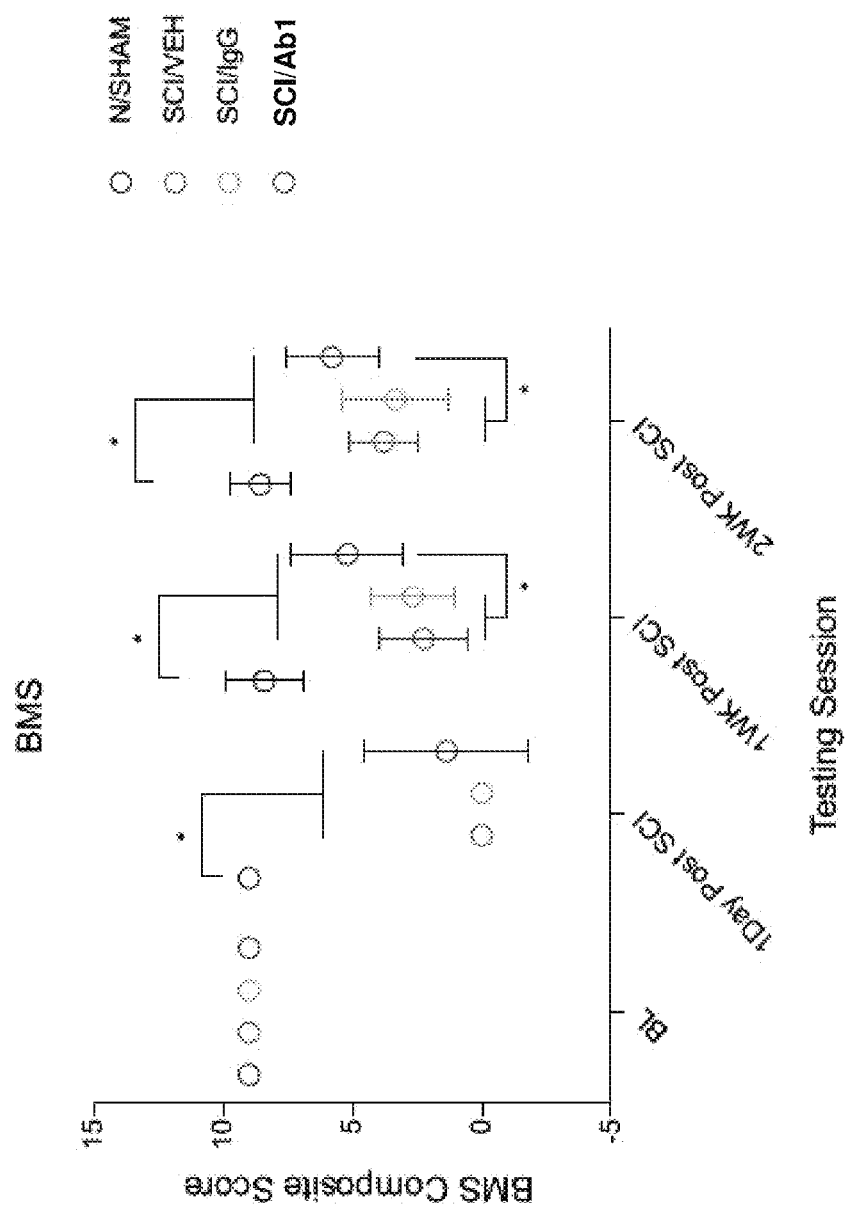 BMS
N/SHAM
SCI/VEH
SCI/IgG
SCI/Ab1
BMS Composite Score
15
10
5
0
-5
*
*
*
*
*
BL
1Day Post SCI
1WK Post SCI
2WK Post SCI
Testing Session